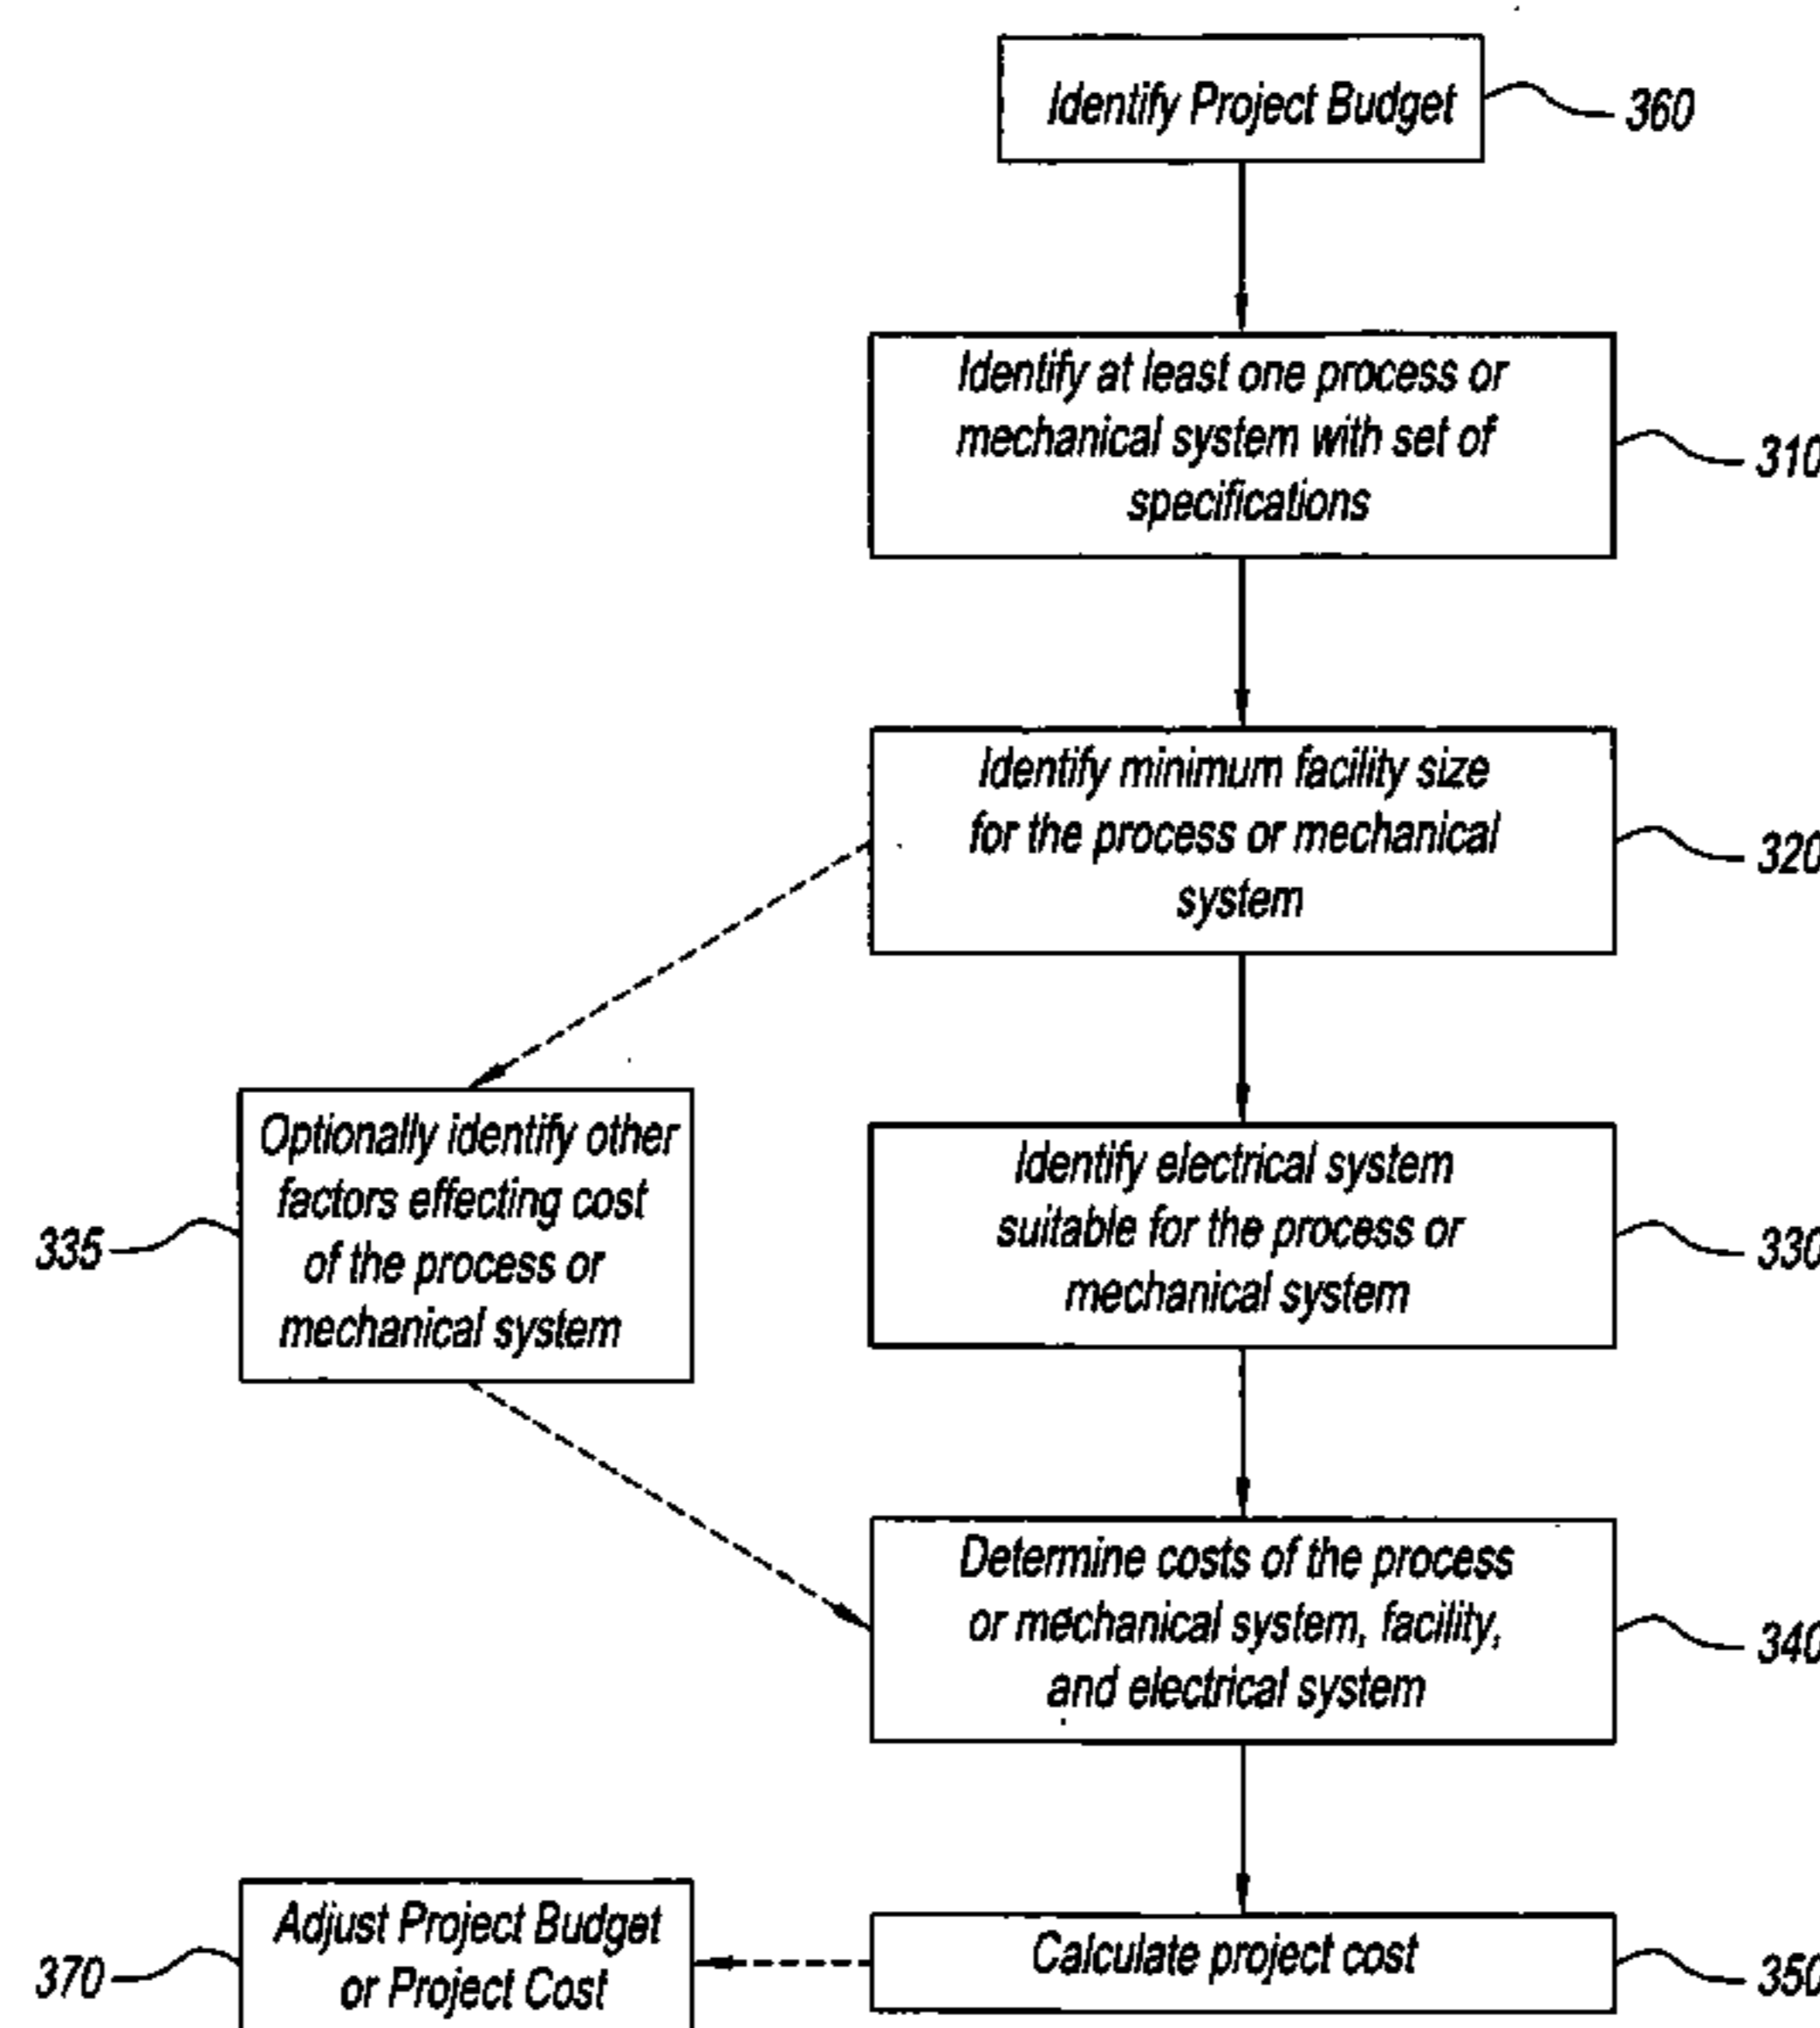 Identify Project Budget
360
Identify at least one process or
mechanical system with set of
specifications
310
Identify minimum facility size
for the process or mechanical
system
320
Optionally identify other
factors effecting cost
of the process or
mechanical system
335
Identify electrical system
suitable for the process or
mechanical system
330
Determine costs of the process
or mechanical system, facility,
and electrical system
340
Adjust Project Budget
or Project Cost
370
Calculate project cost
350